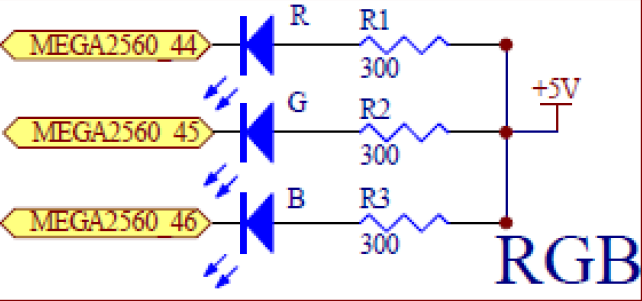 R R1
MEGA2560_44
300
+5V
G R2
MEGA2560_45
300
B R3
MEGA2560_46
300
RGB